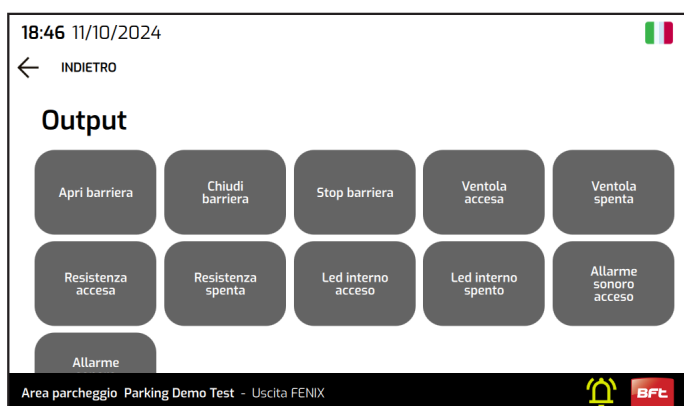 18:46 11/10/2024
INDIETRO
Output
Apri barriera
Chiudi
barriera
Stop barriera
Ventola
accesa
Ventola
spenta
Resistenza
accesa
Resistenza
spenta
Led interno
acceso
Led interno
spento
Allarme
sonoro
acceso
Allarme
Area parcheggio Parking Demo Test - Uscita FENIX
BFt